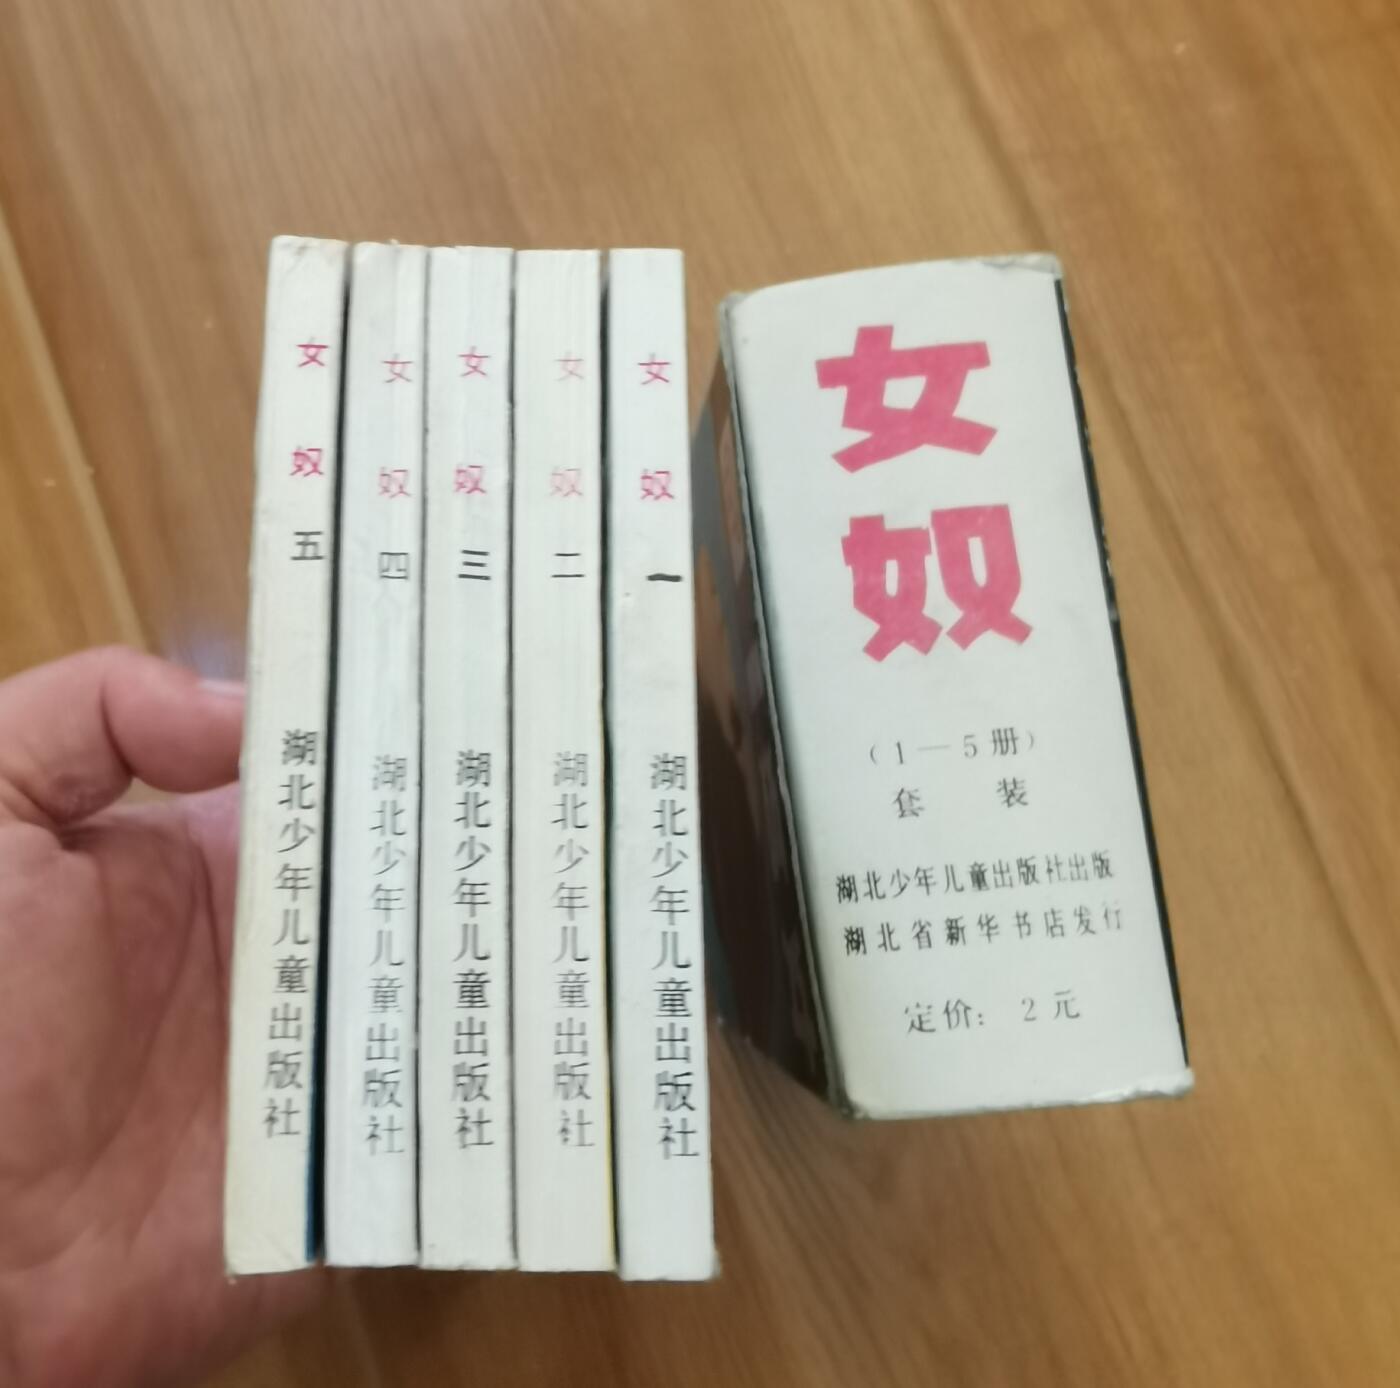 女奴 五 湖北少年儿童出版社
女奴 四 湖北少年儿童出版社
女奴 三 湖北少年儿童出版社
女奴 二 湖北少年儿童出版社
女奴 一 湖北少年儿童出版社
女奴
（1—5册）
套 装
湖北少年儿童出版社出版
湖北省新华书店发行
定价：2元